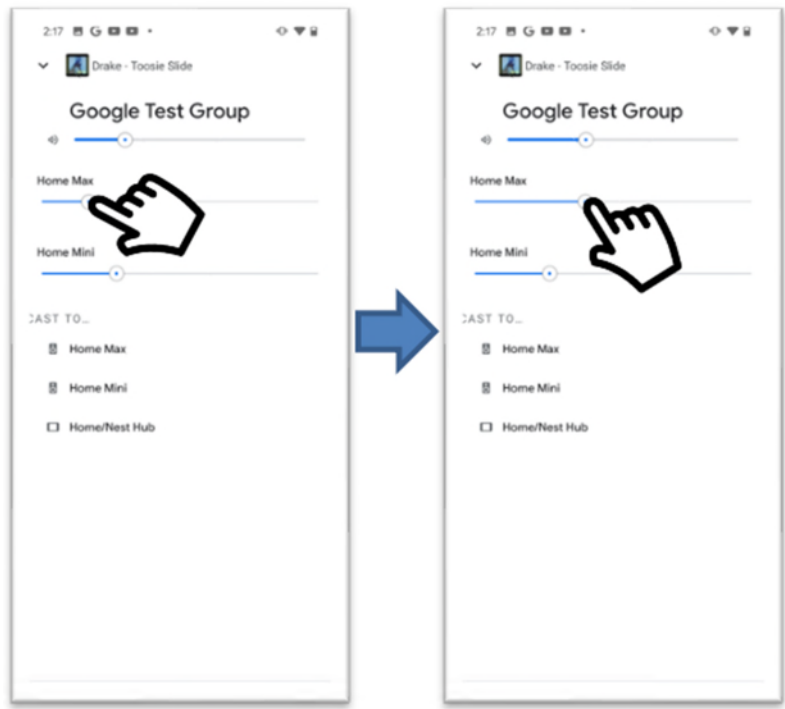 2:17 G
Drake - Toosie Slide
Google Test Group
Home Max
Home Mini
CAST TO...
Home Max
Home Mini
Home/Nest Hub
2:17 G
Drake - Toosie Slide
Google Test Group
Home Max
Home Mini
CAST TO...
Home Max
Home Mini
Home/Nest Hub